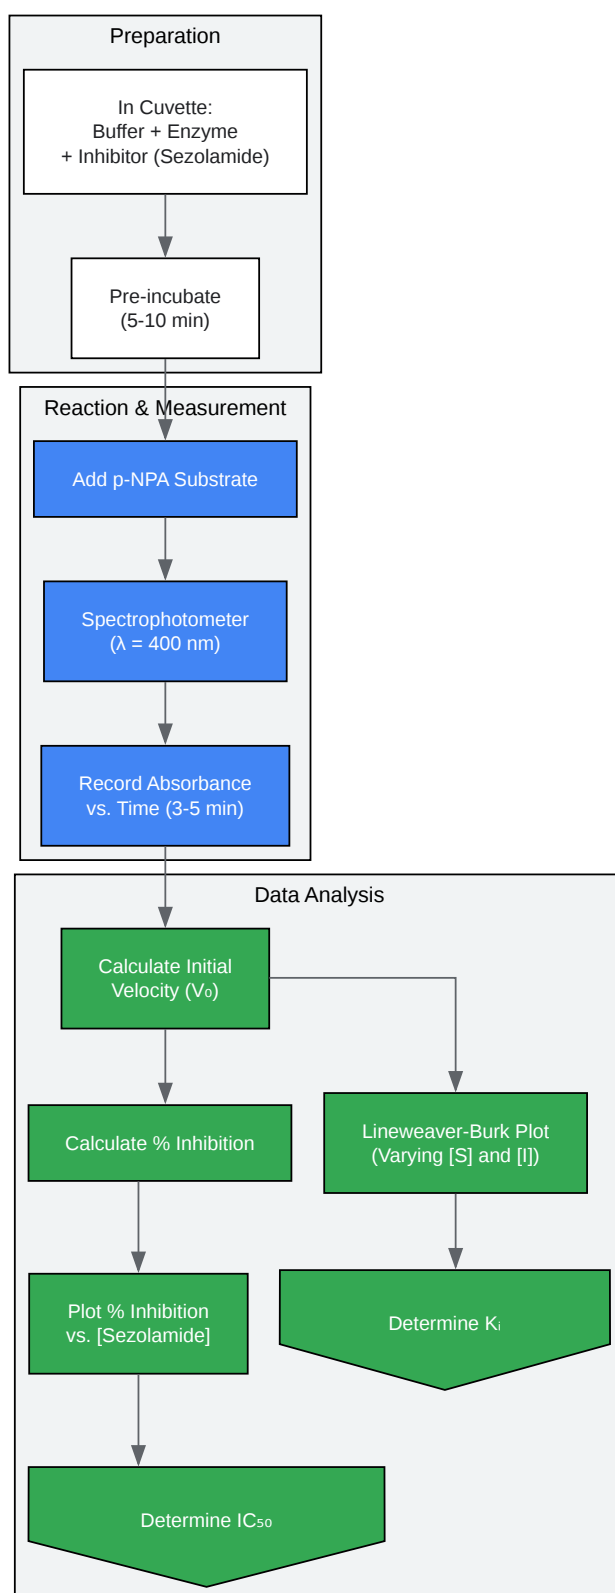 Preparation
In Cuvette:
Buffer + Enzyme
+ Inhibitor (Sezolamide)
Pre-incubate
(5-10 min)
Reaction & Measurement
Add p-NPA Substrate
Spectrophotometer
(λ = 400 nm)
Record Absorbance
vs. Time (3-5 min)
Data Analysis
Calculate Initial
Velocity (V₀)
Calculate % Inhibition
Lineweaver-Burk Plot
(Varying [S] and [I])
Plot % Inhibition
vs. [Sezolamide]
Determine Kᵢ
Determine IC₅₀